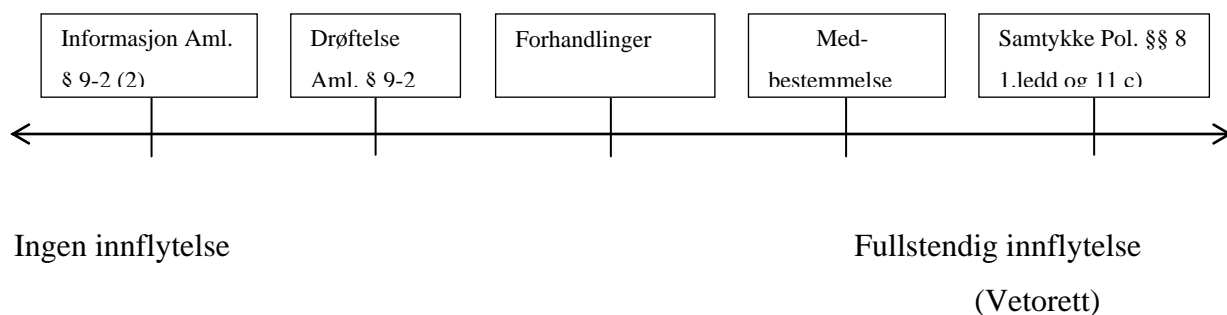 Informasjon Aml.
§ 9-2 (2)
Drøftelse
Aml. § 9-2
Forhandlinger
Med-
bestemmelse
Samtykke Pol. §§ 8
1.ledd og 11 c)
Ingen innflytelse
Fullstendig innflytelse
(Vetorett)